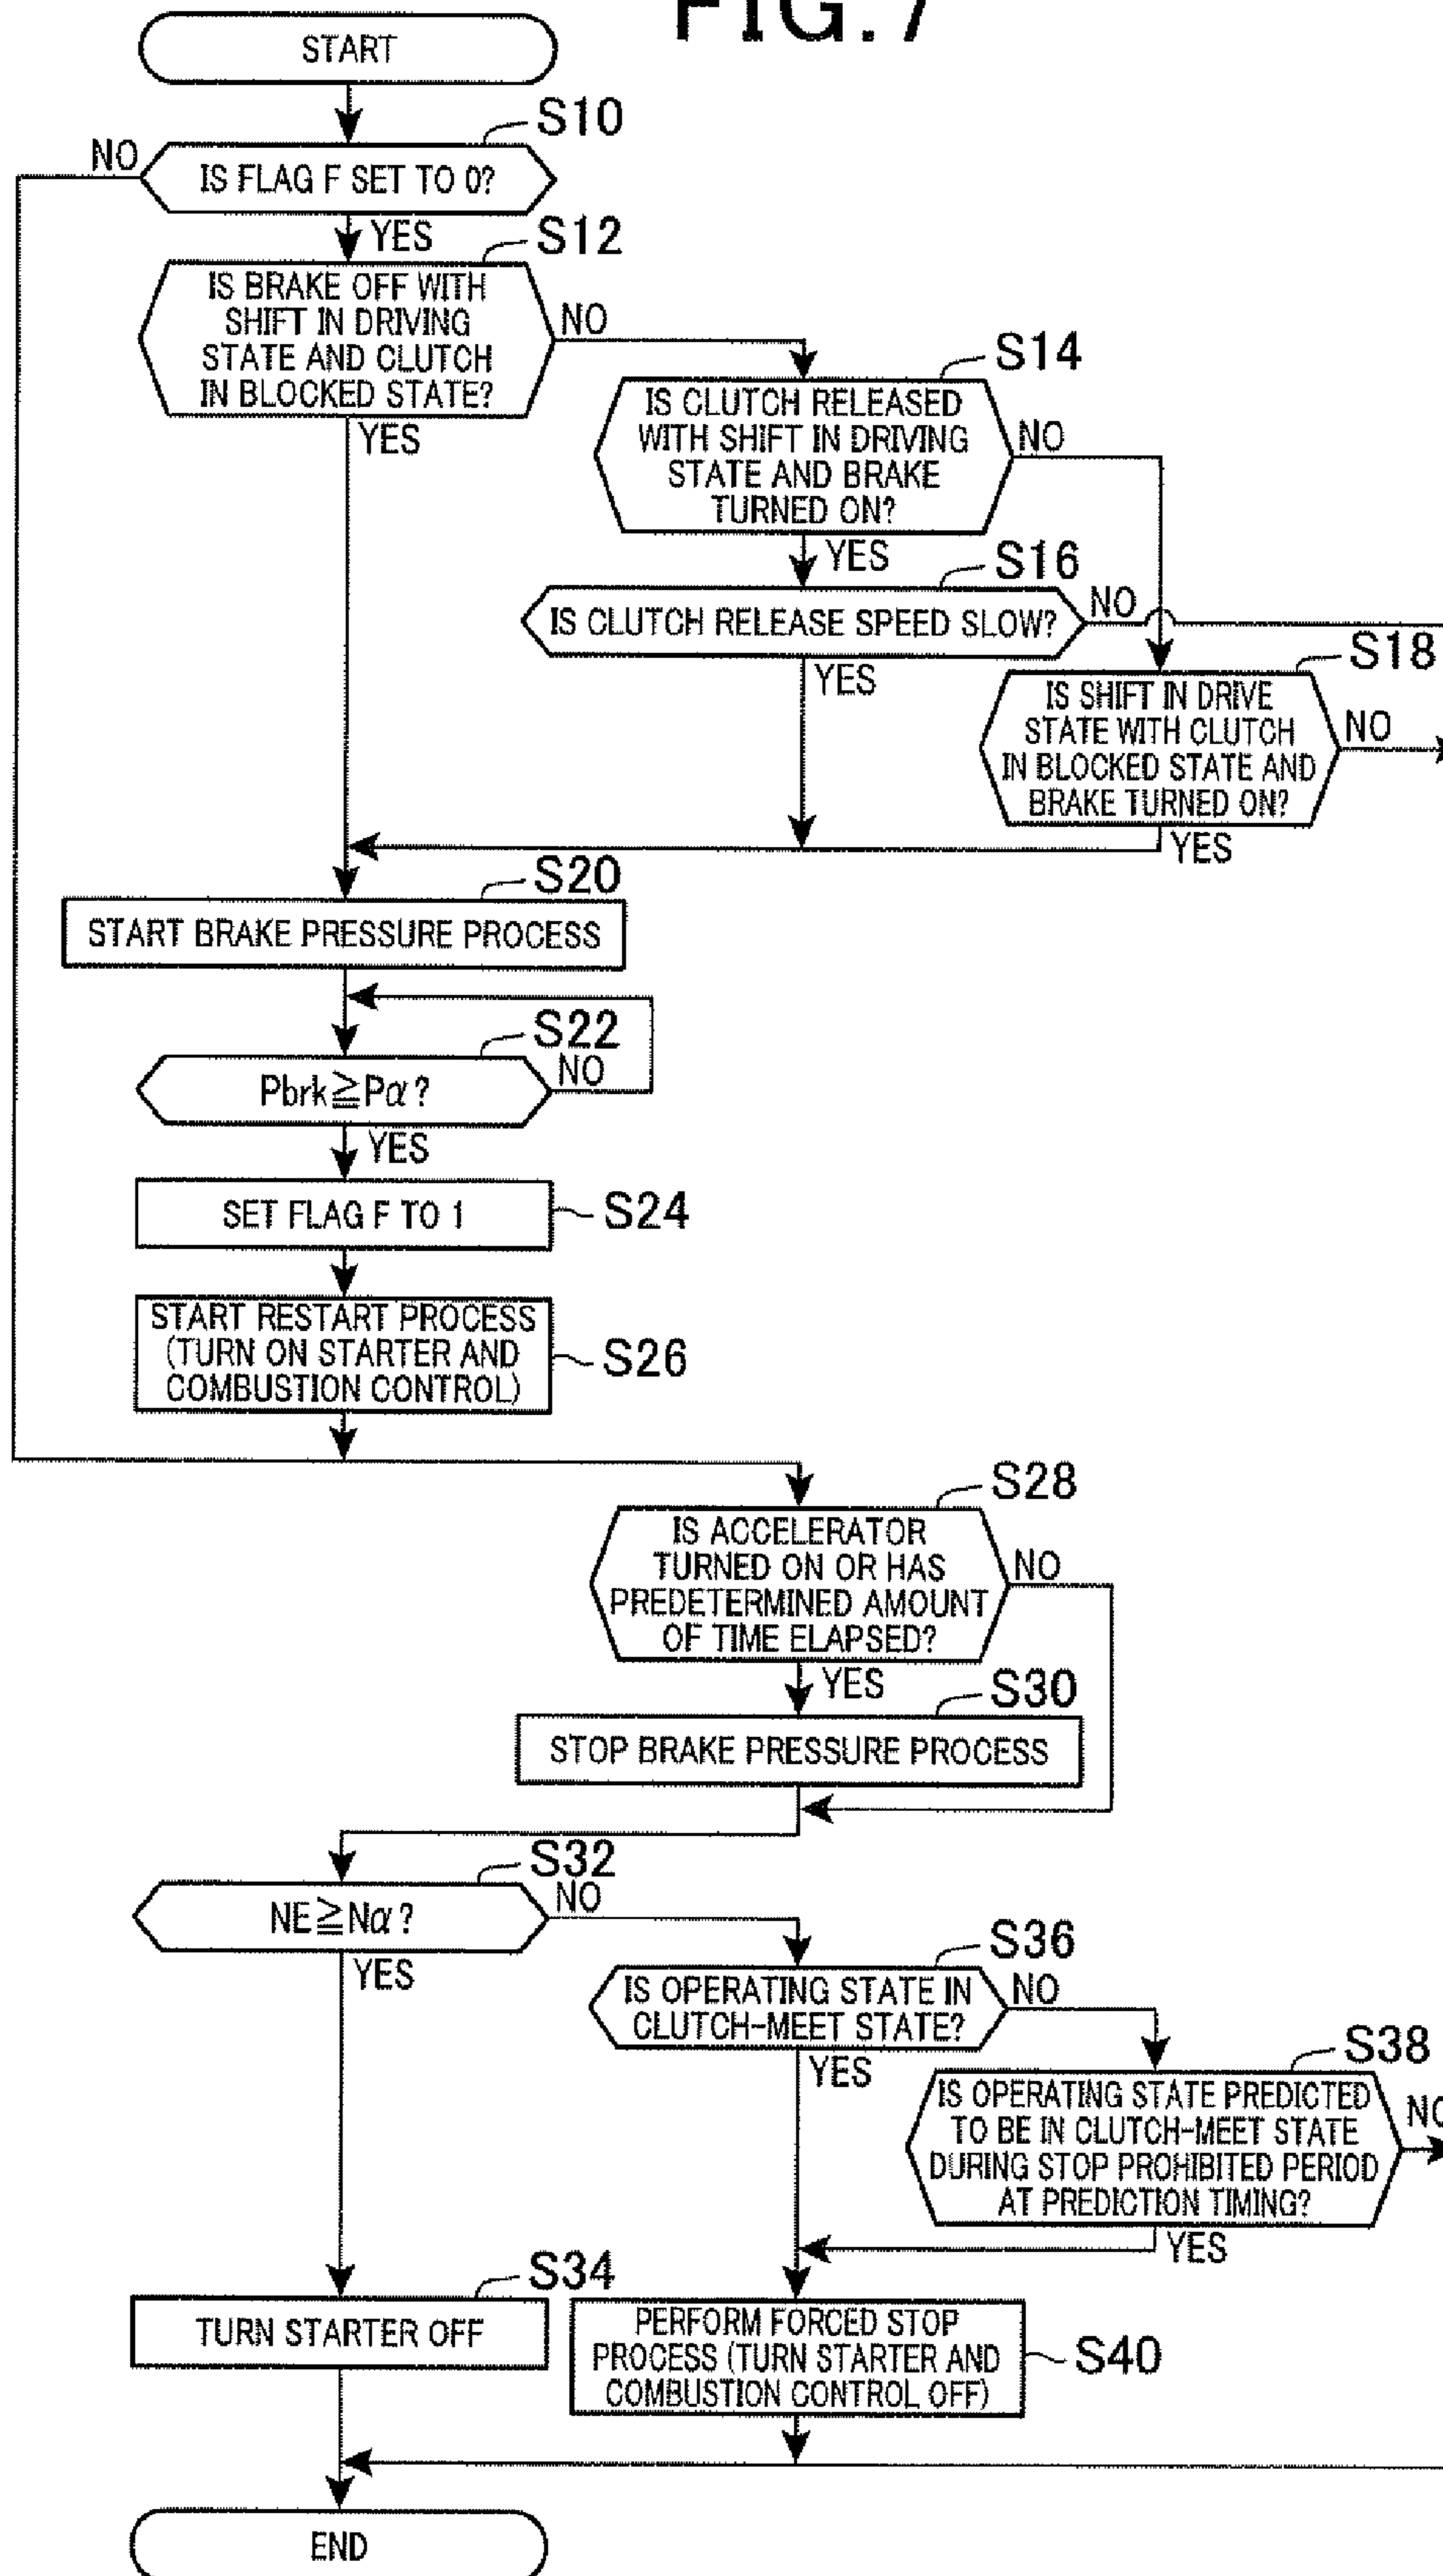 FIG. 7
START
S10
NO
IS FLAG F SET TO 0?
YES
S12
IS BRAKE OFF WITH
SHIFT IN DRIVING
STATE AND CLUTCH
IN BLOCKED STATE?
NO
YES
S14
IS CLUTCH RELEASED
WITH SHIFT IN DRIVING
STATE AND BRAKE
TURNED ON?
NO
YES
S16
IS CLUTCH RELEASE SPEED SLOW?
NO
YES
S18
IS SHIFT IN DRIVE
STATE WITH CLUTCH
IN BLOCKED STATE AND
BRAKE TURNED ON?
NO
YES
S20
START BRAKE PRESSURE PROCESS
S22
Pbrk≧Pα?
NO
YES
SET FLAG F TO 1
S24
START RESTART PROCESS
(TURN ON STARTER AND
COMBUSTION CONTROL)
S26
S28
IS ACCELERATOR
TURNED ON OR HAS
PREDETERMINED AMOUNT
OF TIME ELAPSED?
NO
YES
S30
STOP BRAKE PRESSURE PROCESS
S32
NE≧Nα?
NO
YES
S36
IS OPERATING STATE IN
CLUTCH-MEET STATE?
NO
YES
S38
IS OPERATING STATE PREDICTED
TO BE IN CLUTCH-MEET STATE
DURING STOP PROHIBITED PERIOD
AT PREDICTION TIMING?
NO
YES
S34
TURN STARTER OFF
PERFORM FORCED STOP
PROCESS (TURN STARTER AND
COMBUSTION CONTROL OFF)
S40
END